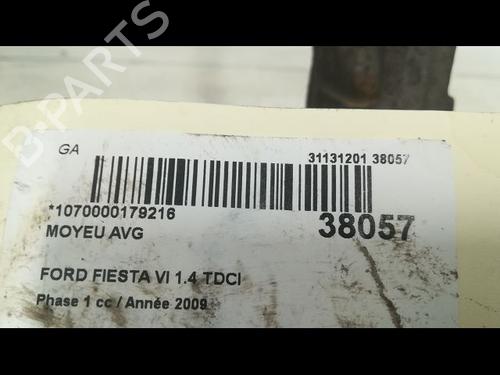 GA
31131201 38057
*1070000179216
38057
MOYEU AVG
FORD FIESTA VI 1.4 TDCI
Phase 1 cc / Année 2009
B-PARTS